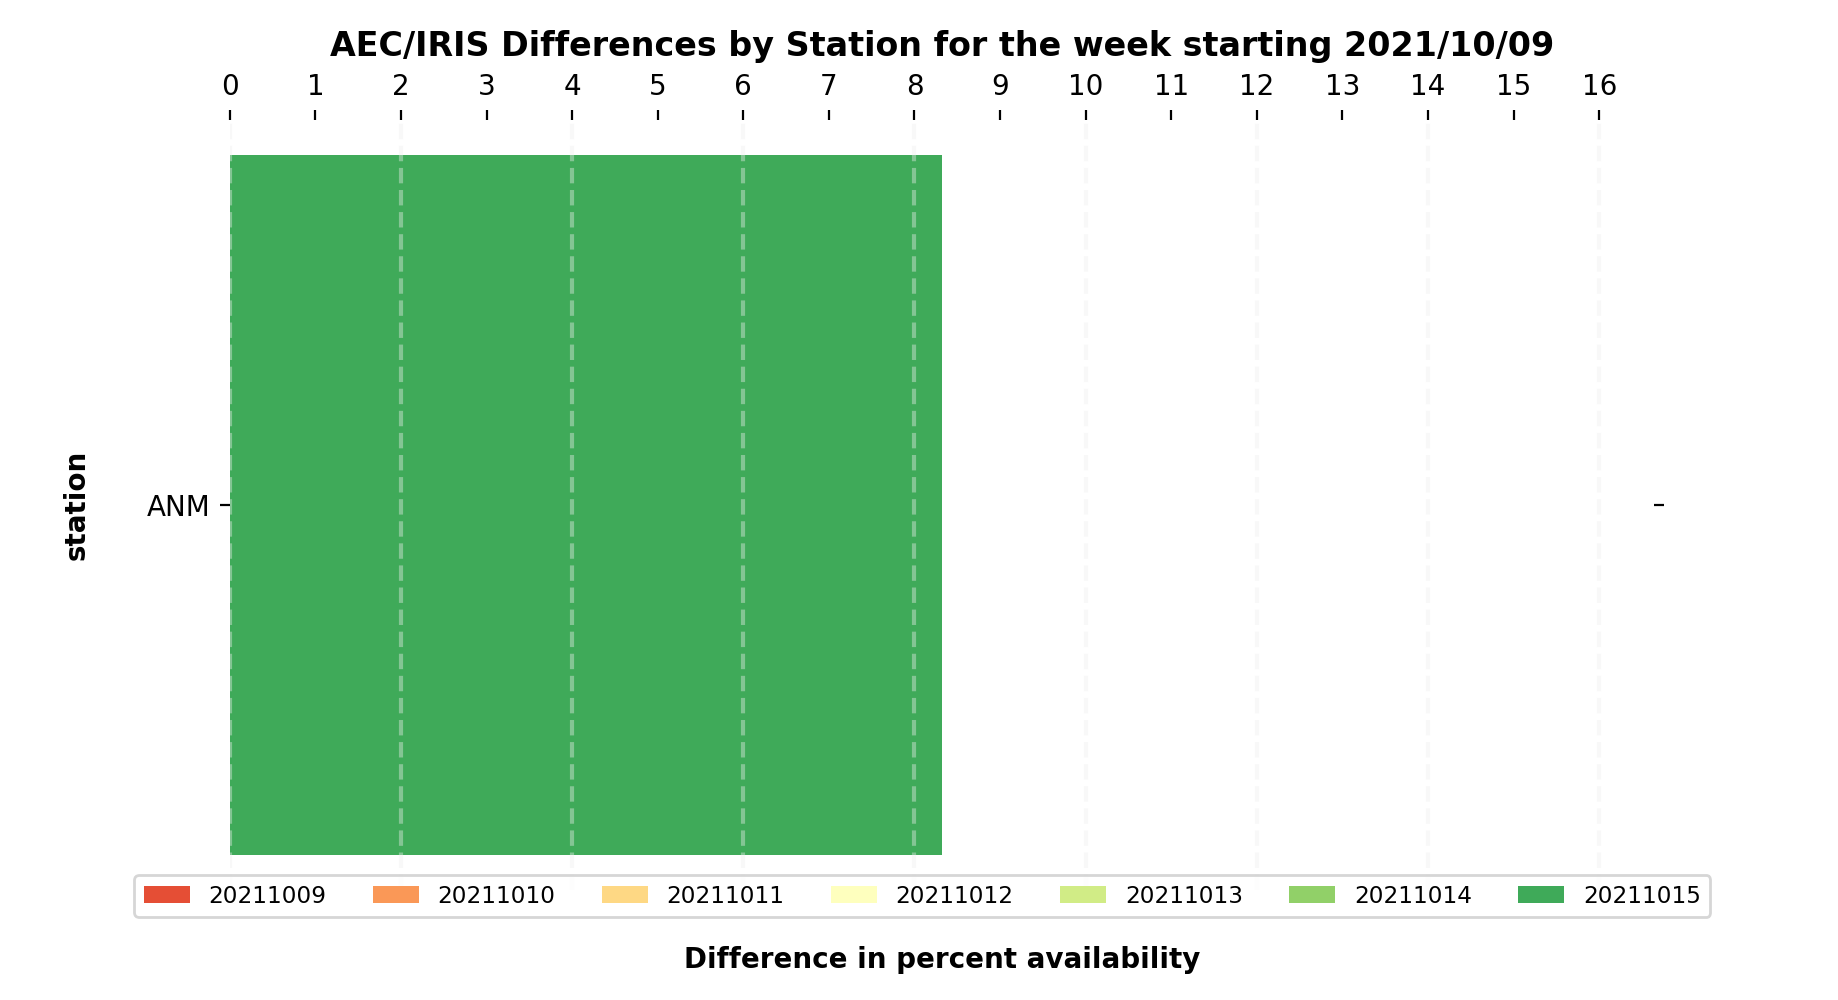 AEC/IRIS Differences by Station for the week starting 2021/10/09
0 1 2 3 4 5 6 7 8 9 10 11 12 13 14 15 16
station
ANM
20211009 20211010 20211011 20211012 20211013 20211014 20211015
Difference in percent availability